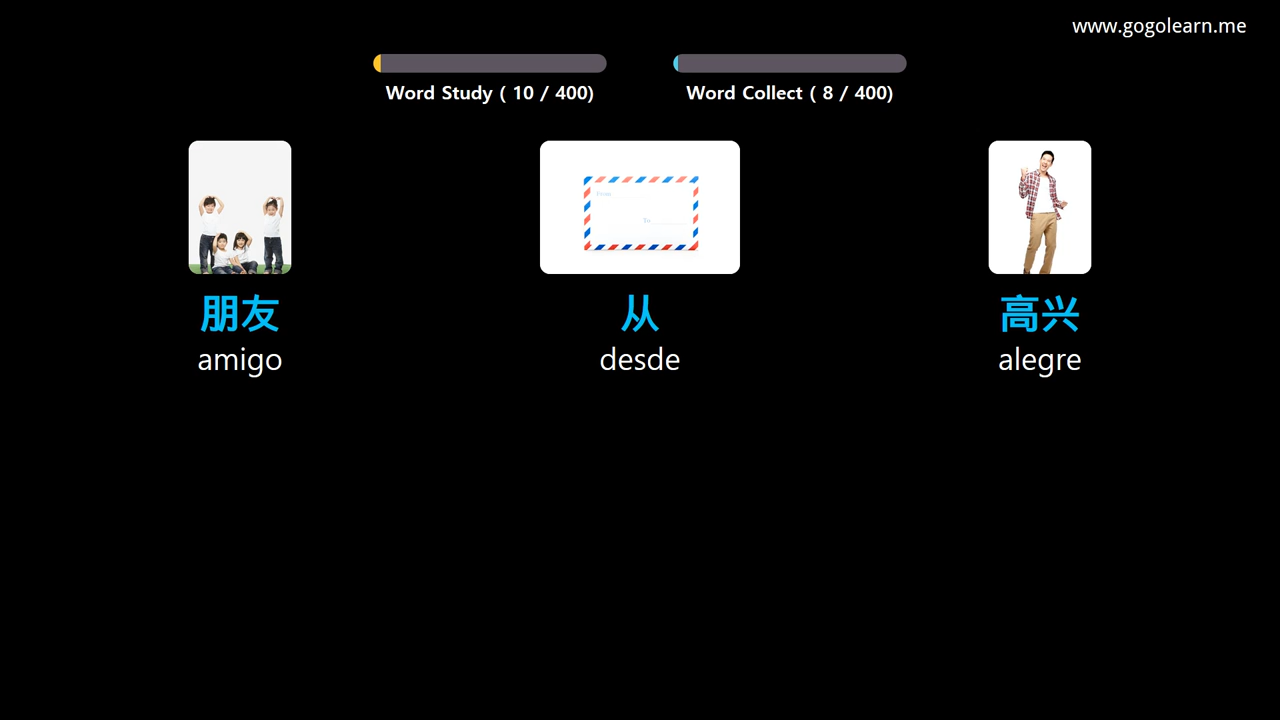 www.gogolearn.me
Word Study ( 10 / 400)
Word Collect ( 8 / 400)
朋友
amigo
从
desde
高兴
alegre